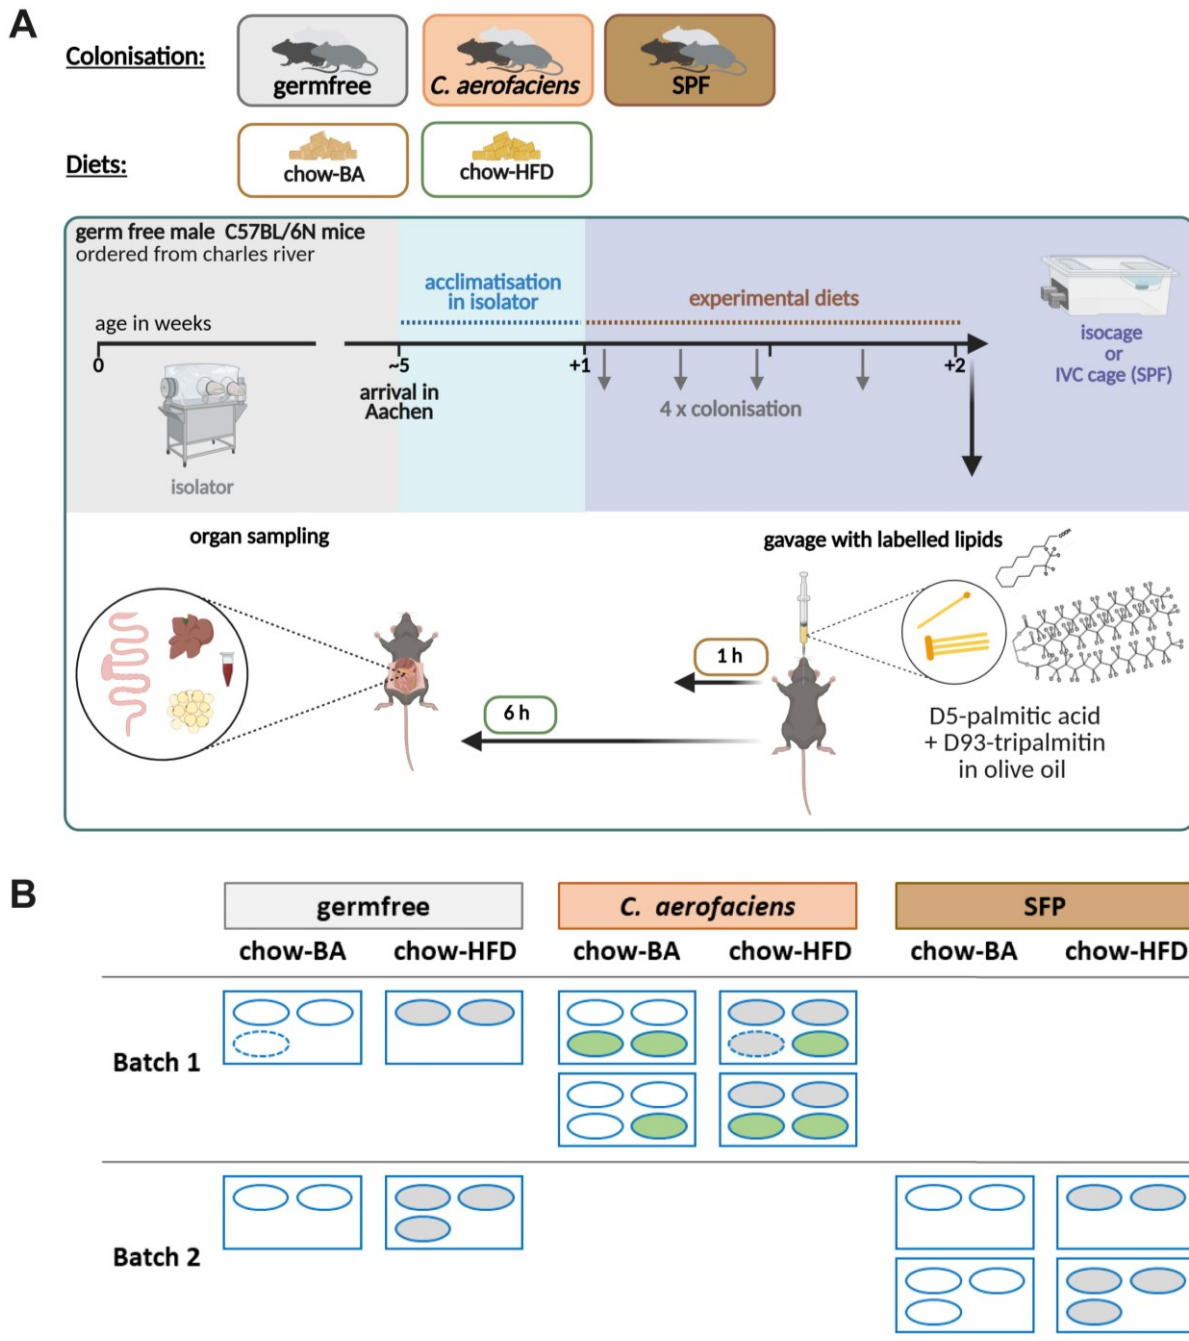 A
Colonisation:
germfree
C. aerofaciens
SPF
Diets:
chow-BA
chow-HFD
germ free male C57BL/6N mice
ordered from charles river
acclimatisation
in isolator
experimental diets
age in weeks
0
~5
+1
+2
arrival in
Aachen
4 x colonisation
isocage
or
IVC cage (SPF)
isolator
organ sampling
gavage with labelled lipids
COOH
1 h
6 h
D5-palmitic acid
+ D93-tripalmitin
in olive oil
B
germfree
C. aerofaciens
SFP
chow-BA chow-HFD chow-BA chow-HFD chow-BA chow-HFD
Batch 1
Batch 2